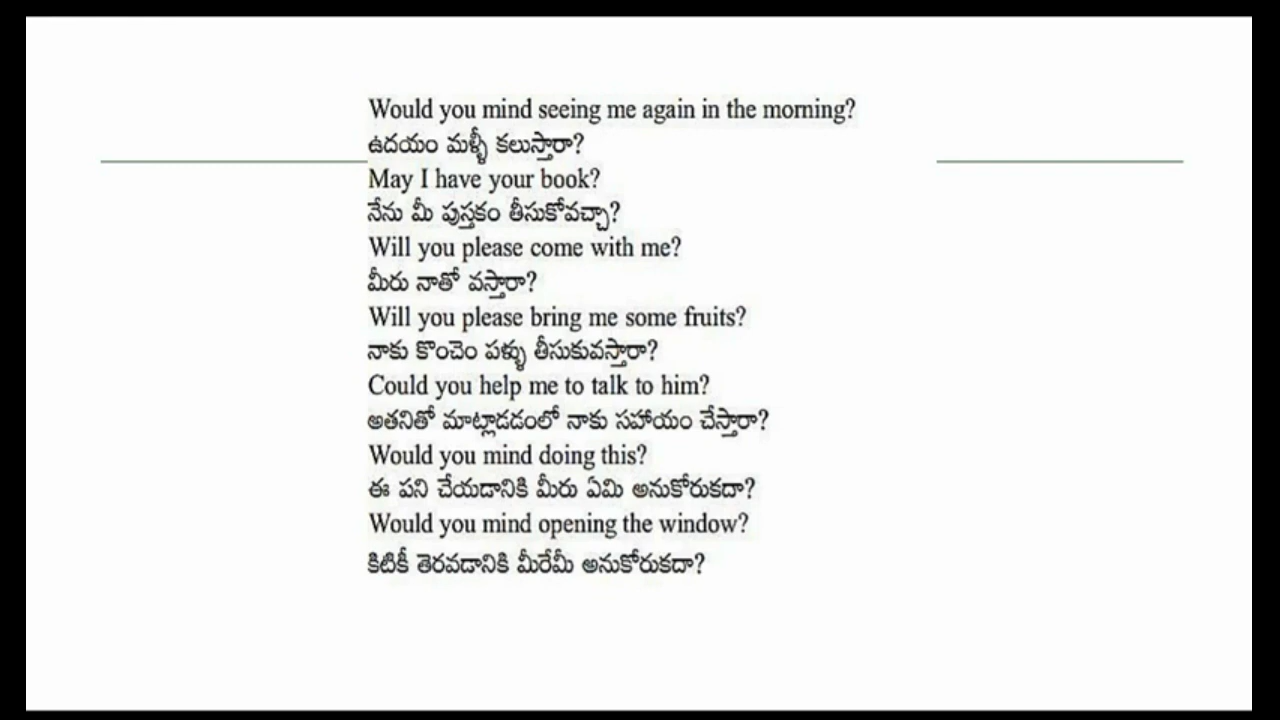 Would you mind seeing me again in the morning?
ఉదయం మళ్ళీ కలుస్తారా?
May I have your book?
నేను మీ పుస్తకం తీసుకోవచ్చా?
Will you please come with me?
మీరు నాతో వస్తారా?
Will you please bring me some fruits?
నాకు కొంచెం పళ్ళు తీసుకువస్తారా?
Could you help me to talk to him?
అతనితో మాట్లాడడంలో నాకు సహాయం చేస్తారా?
Would you mind doing this?
ఈ పని చేయడానికి మీరు ఏమి అనుకోరుకదా?
Would you mind opening the window?
కిటికీ తెరవడానికి మీరేమీ అనుకోరుకదా?